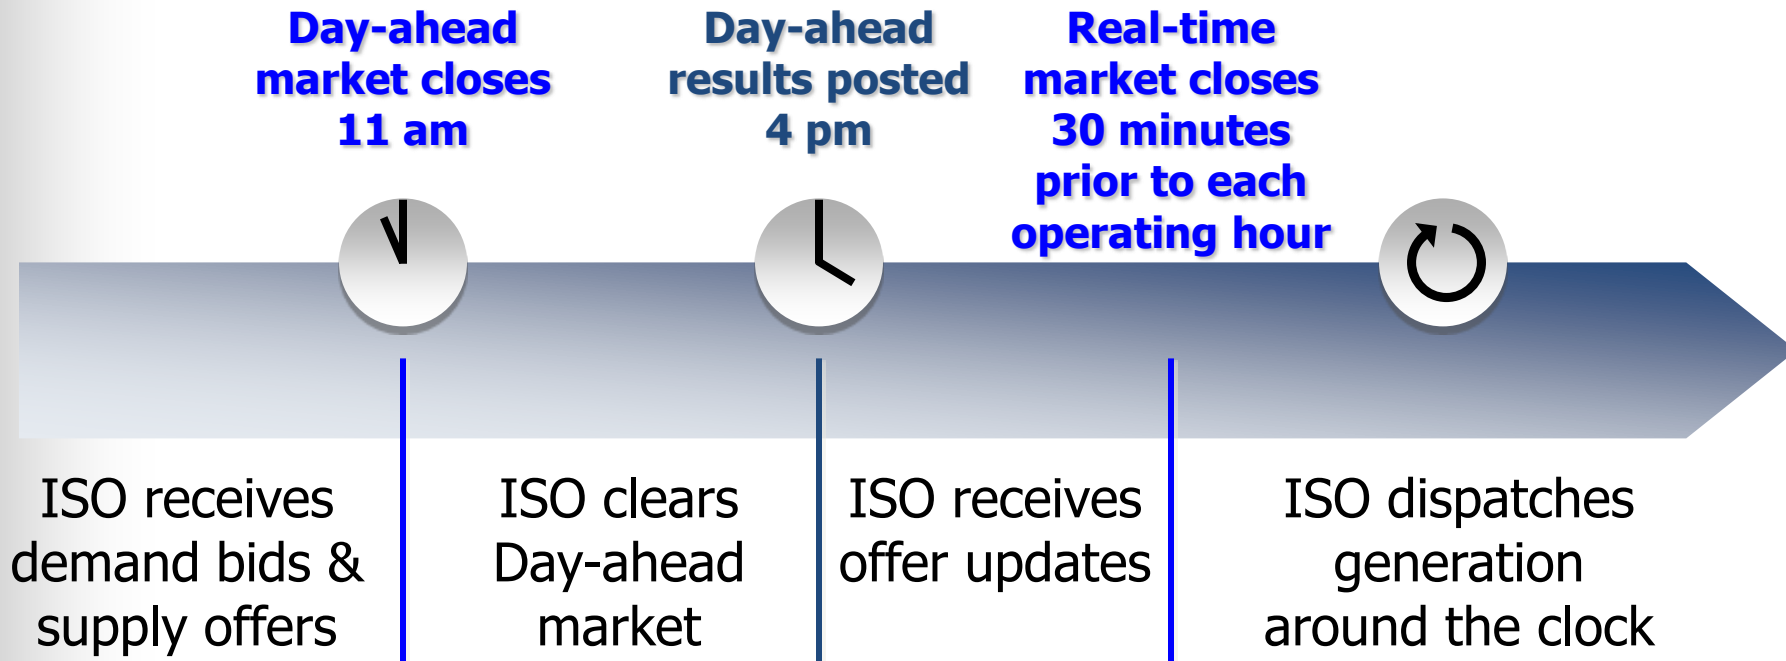 Day-ahead
market closes
11 am
Day-ahead
results posted
4 pm
Real-time
market closes
30 minutes
prior to each
operating hour
ISO receives
demand bids &
supply offers
ISO clears
Day-ahead
market
ISO receives
offer updates
ISO dispatches
generation
around the clock